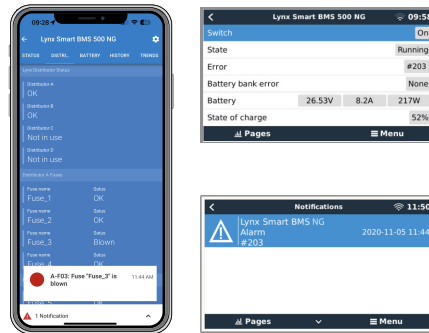 09:28
Lynx Smart BMS 500 NG
STATUS DISTRI.. BATTERY HISTORY TRENDS
Lynx Distributor Status
Distributor A
OK
Distributor B
OK
Distributor C
Not in use
Distributor D
Not in use
Distributor A Fuses
Fuse name Status
Fuse_1 OK
Fuse name Status
Fuse_2 OK
Fuse name Status
Fuse_3 Blown
Fuse name Status
Fuse_4 OK
A-F03: Fuse "Fuse_3" is blown 11:44 AM
1 Notification
Lynx Smart BMS 500 NG 09:58
Switch On
State Running
Error #203
Battery bank error None
Battery 26.53V 8.2A 217W
State of charge 52%
Pages Menu
Notifications 11:50
Lynx Smart BMS NG
Alarm 2020-11-05 11:44
#203
Pages Menu